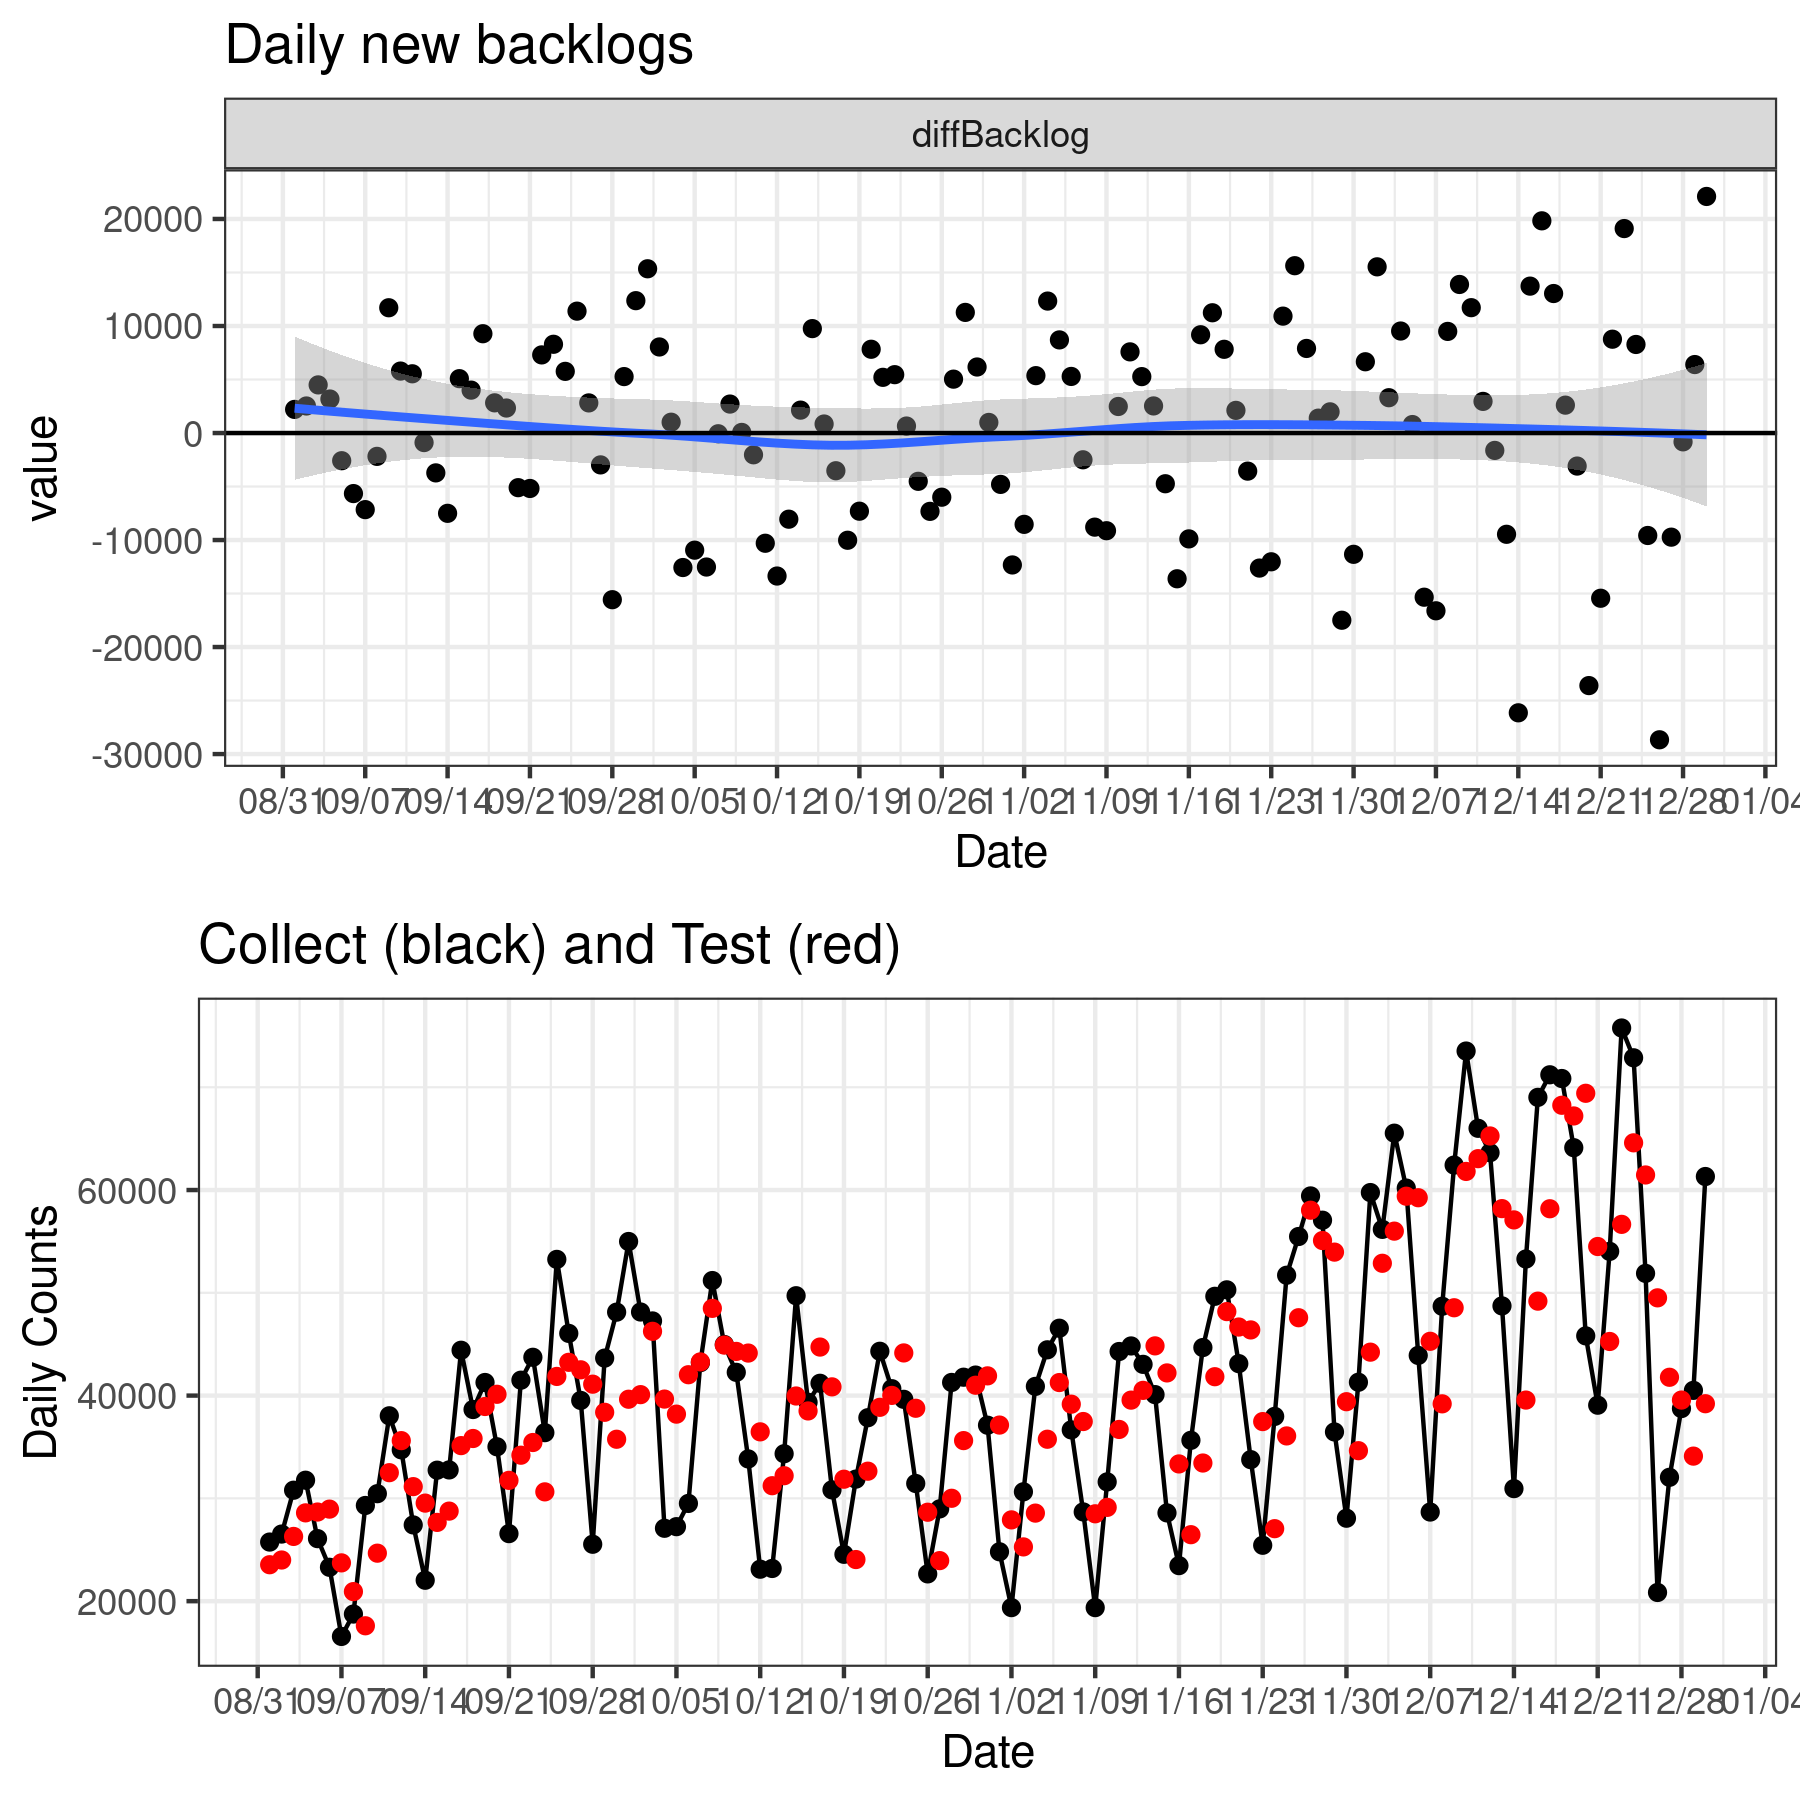 Daily new backlogs
diffBacklog
20000
10000
0
-10000
-20000
-30000
value
08/31 09/07 09/14 09/21 09/28 10/05 10/12 10/19 10/26 11/02 11/09 11/16 11/23 11/30 12/07 12/14 12/21 12/28 01/04
Date
Collect (black) and Test (red)
60000
40000
20000
Daily Counts
08/31 09/07 09/14 09/21 09/28 10/05 10/12 10/19 10/26 11/02 11/09 11/16 11/23 11/30 12/07 12/14 12/21 12/28 01/04
Date